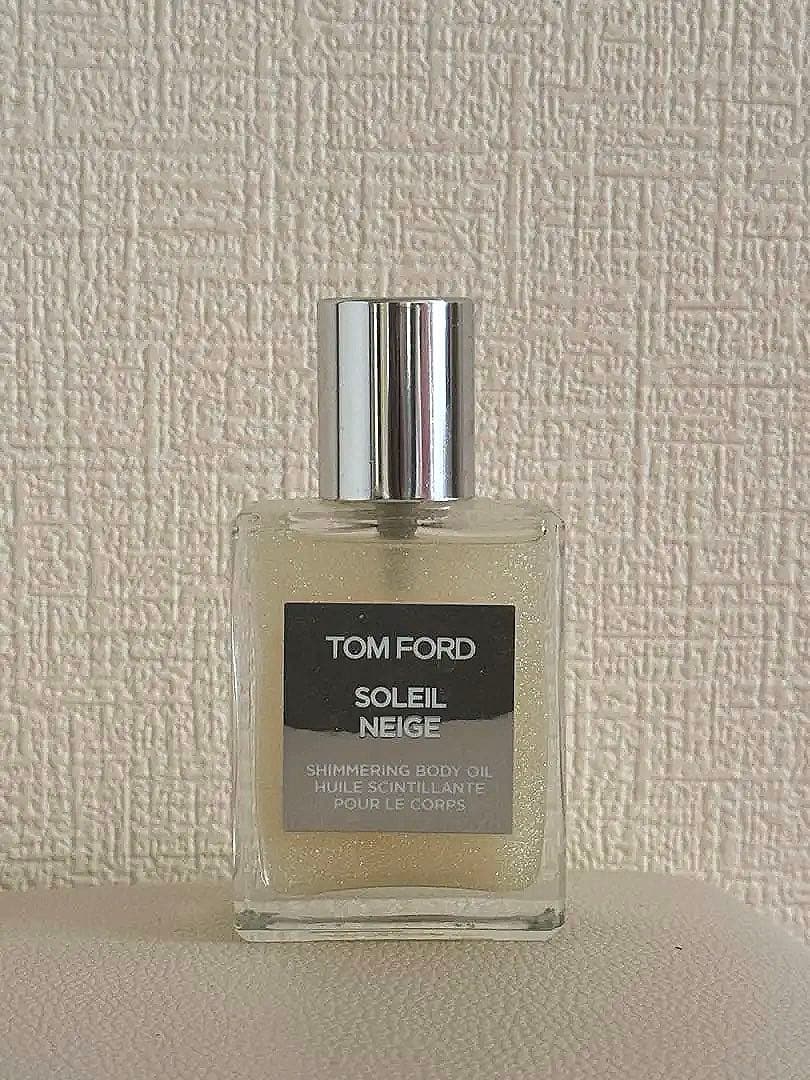 TOM FORD
SOLEIL
NEIGE
SHIMMERING BODY OIL
HUILE SCINTILLANTE
POUR LE CORPS